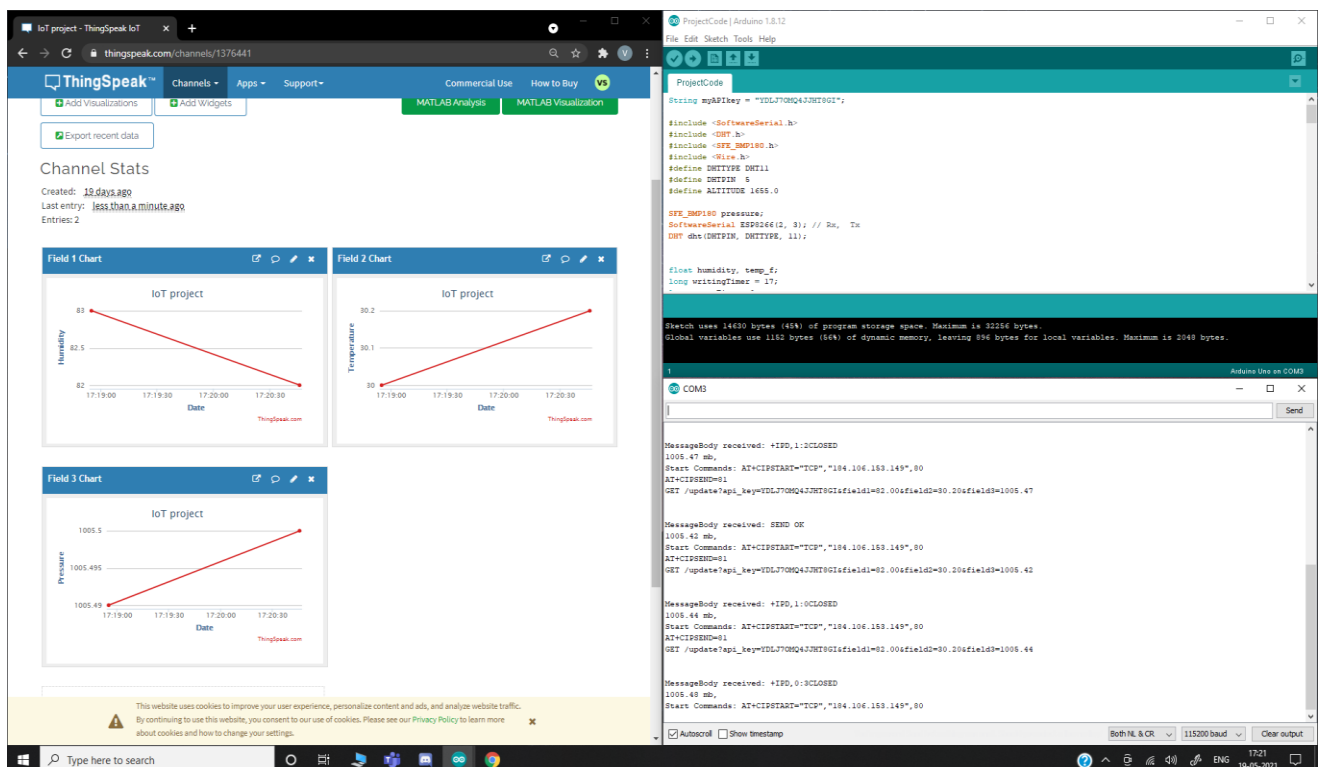 IoT project - ThingSpeak IoT
thingspeak.com/channels/1376441
ThingSpeak™ Channels Apps Support Commercial Use How to Buy VS
Add Visualizations Add Widgets MATLAB Analysis MATLAB Visualization
Export recent data
Channel Stats
Created: 19 days ago
Last entry: less than a minute ago
Entries: 2
Field 1 Chart
IoT project
Humidity
83
82.5
82
17:19:00 17:19:30 17:20:00 17:20:30
Date
ThingSpeak.com
Field 2 Chart
IoT project
Temperature
30.2
30.1
30
17:19:00 17:19:30 17:20:00 17:20:30
Date
ThingSpeak.com
Field 3 Chart
IoT project
Pressure
1005.5
1005.495
1005.49
17:19:00 17:19:30 17:20:00 17:20:30
Date
ThingSpeak.com
This website uses cookies to improve your user experience, personalize content and ads, and analyze website traffic.
By continuing to use this website, you consent to our use of cookies. Please see our Privacy Policy to learn more
about cookies and how to change your settings.
ProjectCode | Arduino 1.8.12
File Edit Sketch Tools Help
ProjectCode
String myAPIkey = "YDLJ7OMQ4JJHT8GI";
#include <SoftwareSerial.h>
#include <DHT.h>
#include <SFE_BMP180.h>
#include <Wire.h>
#define DHTTYPE DHT11
#define DHTPIN 5
#define ALTITUDE 1655.0
SFE_BMP180 pressure;
SoftwareSerial ESP8266(2, 3); // Rx, Tx
DHT dht(DHTPIN, DHTTYPE, 11);
float humidity, temp_f;
long writingTimer = 17;
Sketch uses 14630 bytes (45%) of program storage space. Maximum is 32256 bytes.
Global variables use 1152 bytes (56%) of dynamic memory, leaving 896 bytes for local variables. Maximum is 2048 bytes.
1 Arduino Uno on COM3
COM3
Send
MessageBody received: +IPD,1:2CLOSED
1005.47 mb,
Start Commands: AT+CIPSTART="TCP","184.106.153.149",80
AT+CIPSEND=81
GET /update?api_key=YDLJ7OMQ4JJHT8GI&field1=82.00&field2=30.20&field3=1005.47
MessageBody received: SEND OK
1005.42 mb,
Start Commands: AT+CIPSTART="TCP","184.106.153.149",80
AT+CIPSEND=81
GET /update?api_key=YDLJ7OMQ4JJHT8GI&field1=82.00&field2=30.20&field3=1005.42
MessageBody received: +IPD,1:0CLOSED
1005.44 mb,
Start Commands: AT+CIPSTART="TCP","184.106.153.149",80
AT+CIPSEND=81
GET /update?api_key=YDLJ7OMQ4JJHT8GI&field1=82.00&field2=30.20&field3=1005.44
MessageBody received: +IPD,0:3CLOSED
1005.48 mb,
Start Commands: AT+CIPSTART="TCP","184.106.153.149",80
Autoscroll Show timestamp Both NL & CR 115200 baud Clear output
Type here to search ENG 17:21
19-05-2021